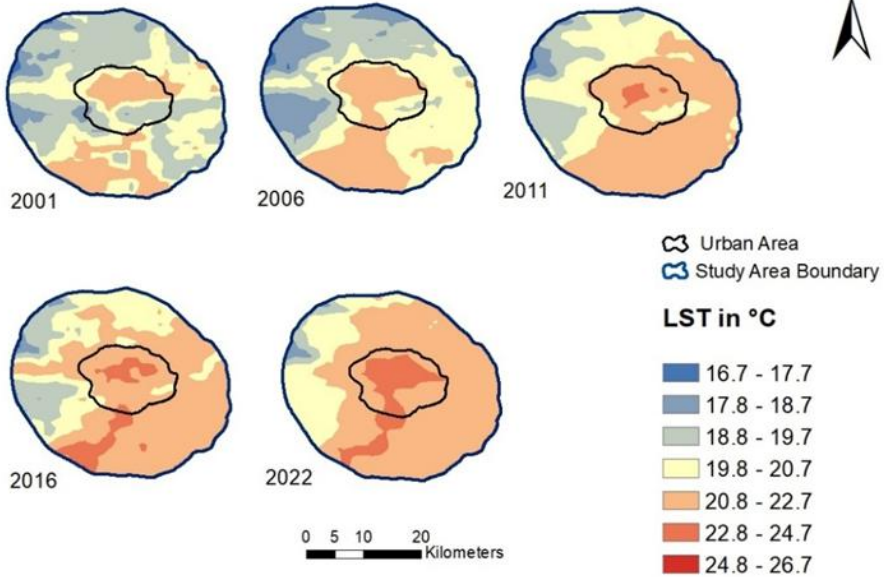 2001
2006
2011
Urban Area
Study Area Boundary
LST in °C
16.7 - 17.7
17.8 - 18.7
18.8 - 19.7
19.8 - 20.7
20.8 - 22.7
22.8 - 24.7
24.8 - 26.7
2016
2022
0 5 10 20
Kilometers